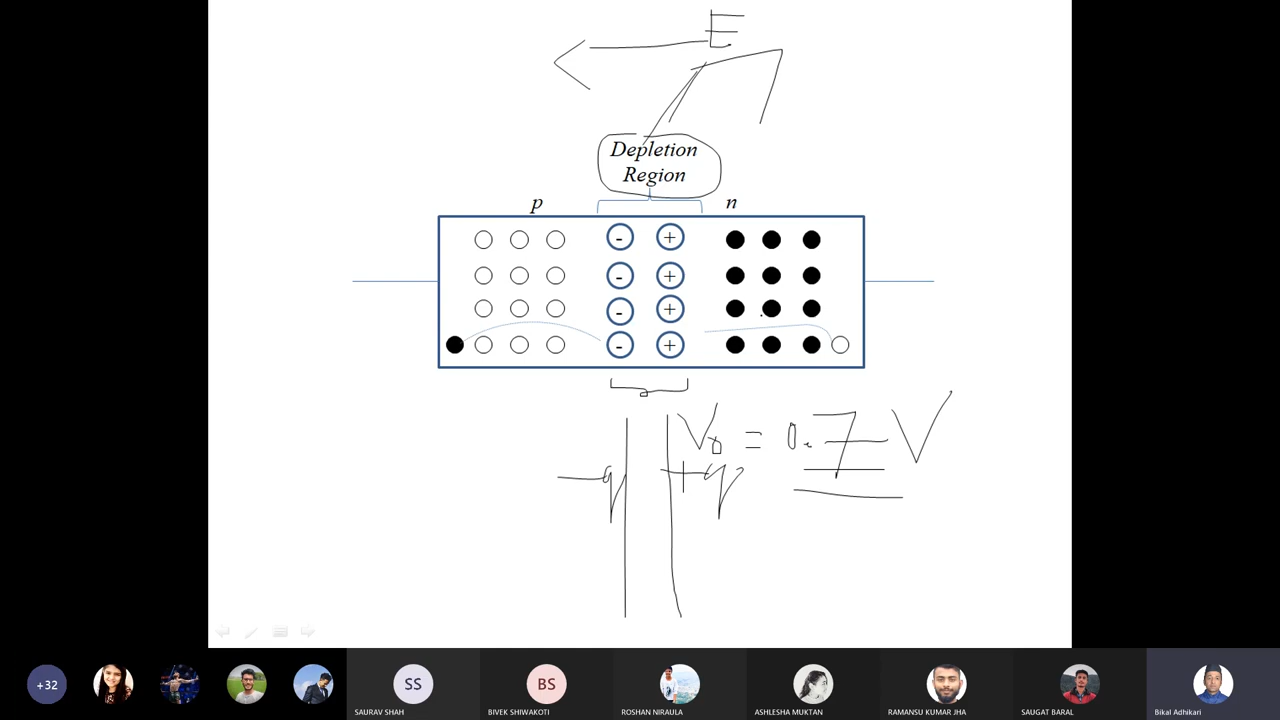 E
Depletion
Region
p n
- +
- +
- +
- +
V₀ = 0.7 V
-q +q
+32
SS
BS
SAURAV SHAH
BIVEK SHIWAKOTI
ROSHAN NIRAULA
ASHLESHA MUKTAN
RAMANSU KUMAR JHA
SAUGAT BARAL
Bikal Adhikari